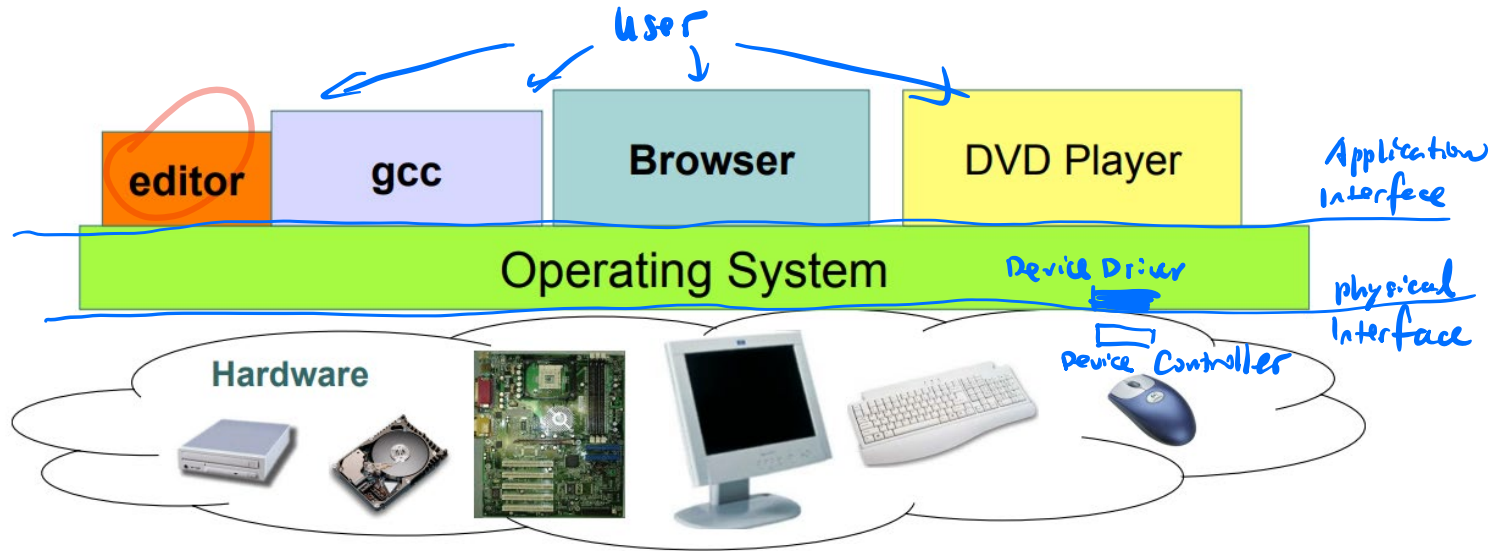 User
editor
gcc
Browser
DVD Player
Application
Interface
Operating System
Device Driver
physical
Interface
Hardware
Device Controller